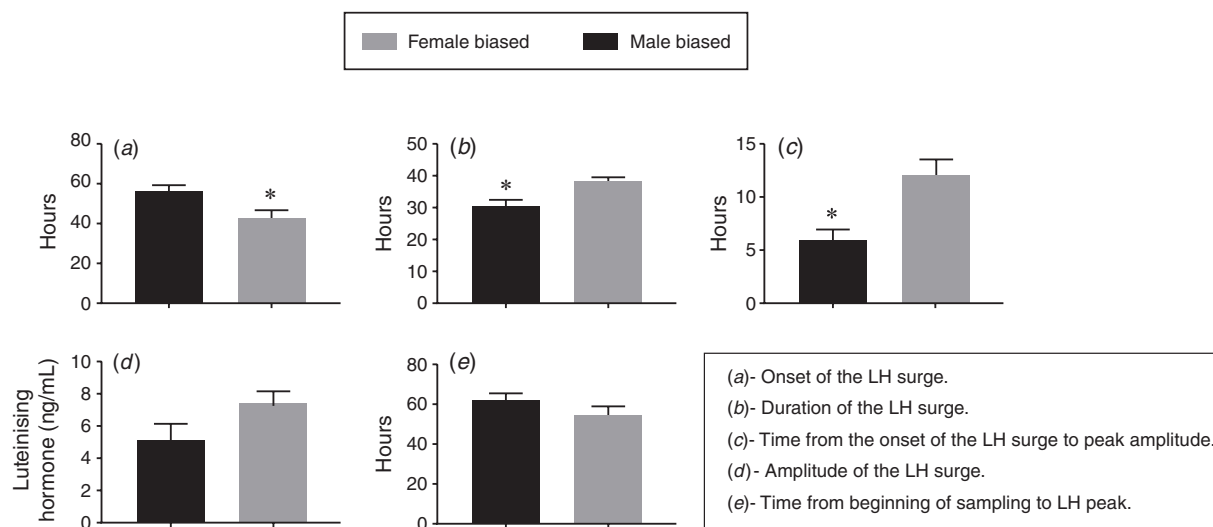 Female biased Male biased
(a)
80
60
40
20
0
Hours
*
(b)
50
40
30
20
10
0
Hours
*
(c)
15
10
5
0
Hours
*
(d)
10
8
6
4
2
0
Luteinising
hormone (ng/mL)
(e)
80
60
40
20
0
Hours
(a)- Onset of the LH surge.
(b)- Duration of the LH surge.
(c)- Time from the onset of the LH surge to peak amplitude.
(d)- Amplitude of the LH surge.
(e)- Time from beginning of sampling to LH peak.